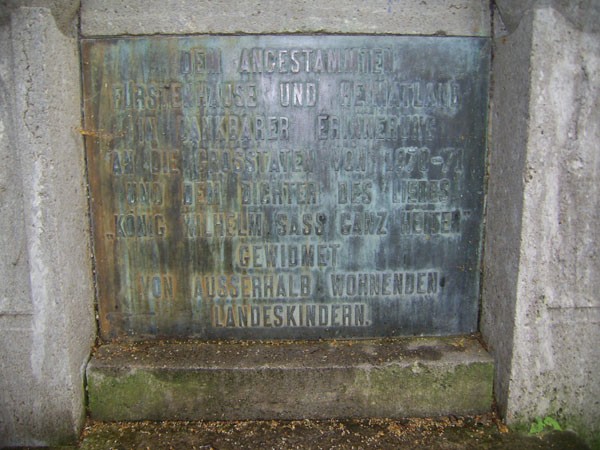 DEM ANGESTAMMTEN
FÜRSTENHAUSE UND HEIMATLAND
IN DANKBARER ERINNERUNG
AN DIE GROSSTATEN VON 1870-71
UND DEM DICHTER DES LIEDES
„KÖNIG WILHELM SASS GANZ HEITER"
GEWIDMET
VON AUSSERHALB WOHNENDEN
LANDESKINDERN.